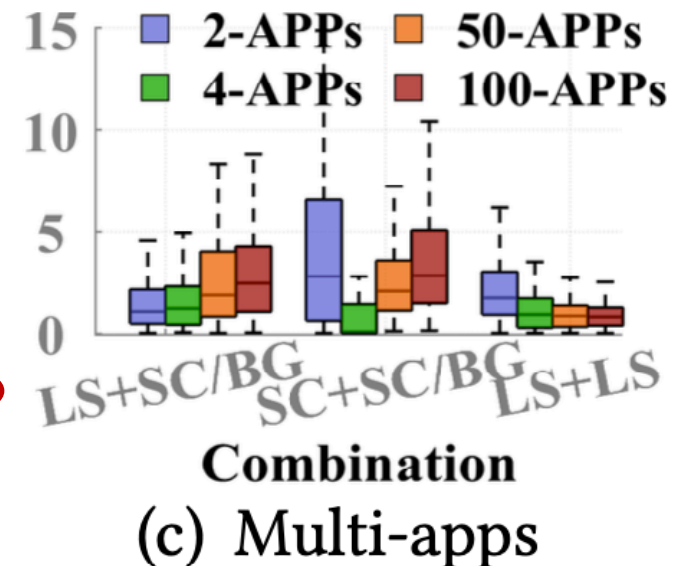 15
2-APPs 50-APPs
4-APPs 100-APPs
10
5
0
LS+SC/BG SC+SC/BG LS+LS
Combination
(c) Multi-apps